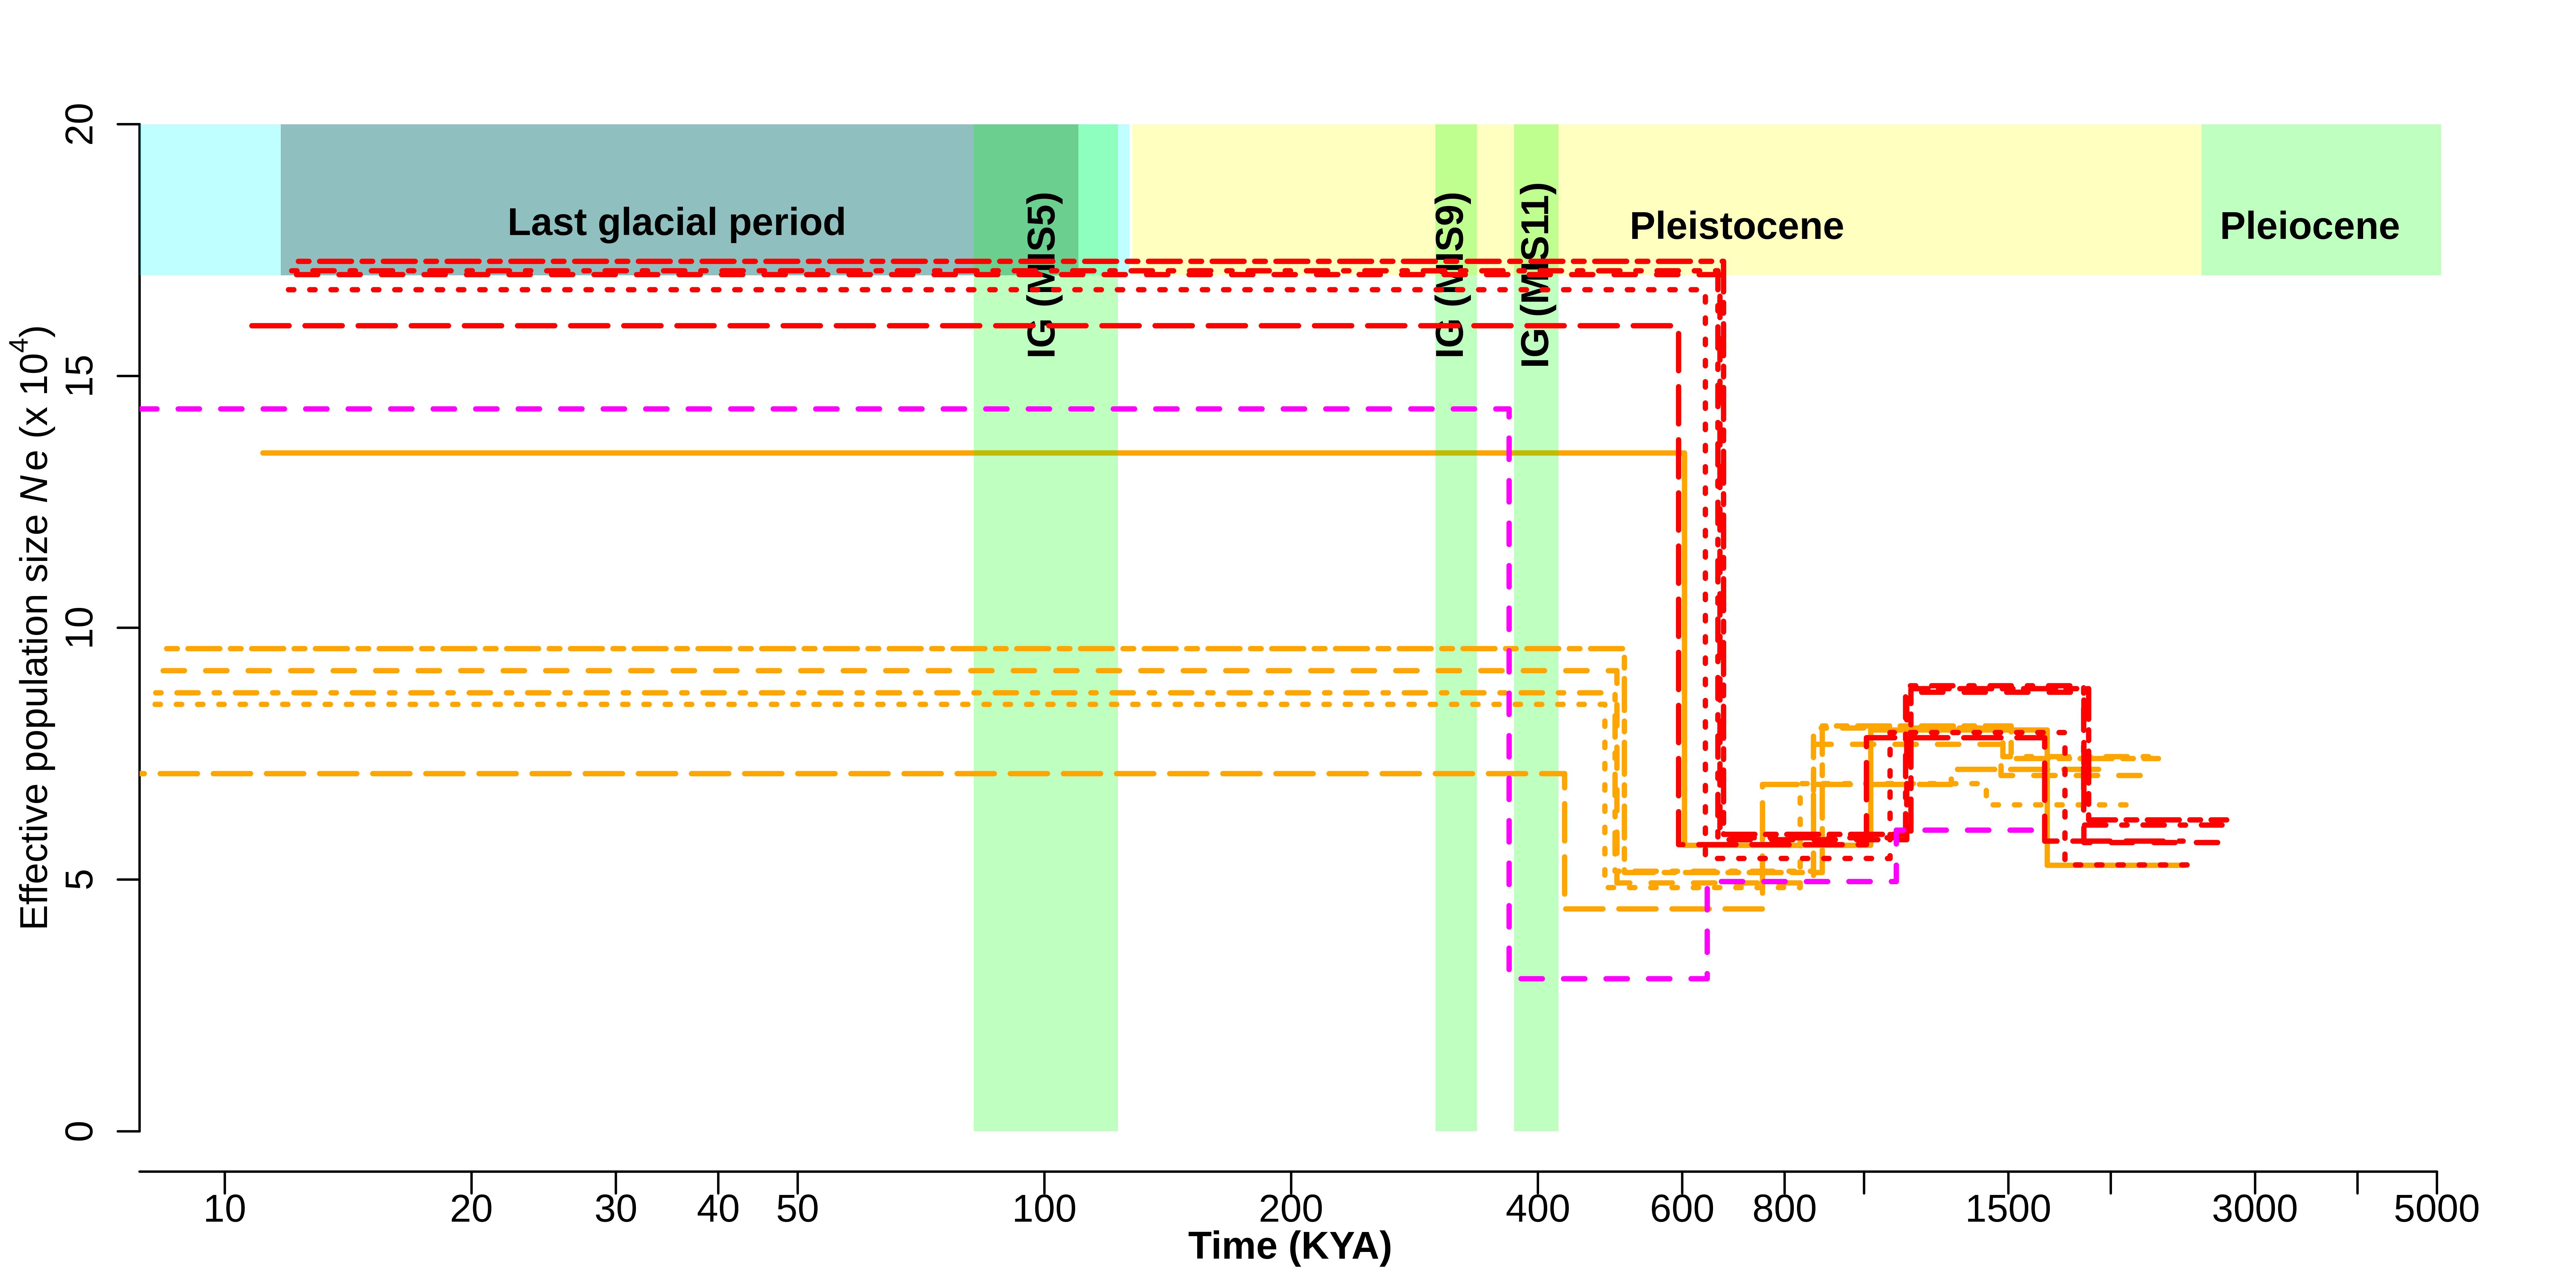 20
15
10
5
0
Effective population size Ne (x 10⁴)
Last glacial period
IG (MIS5)
IG (MIS9)
IG (MIS11)
Pleistocene
Pleiocene
10 20 30 40 50 100 200 400 600 800 1500 3000 5000
Time (KYA)